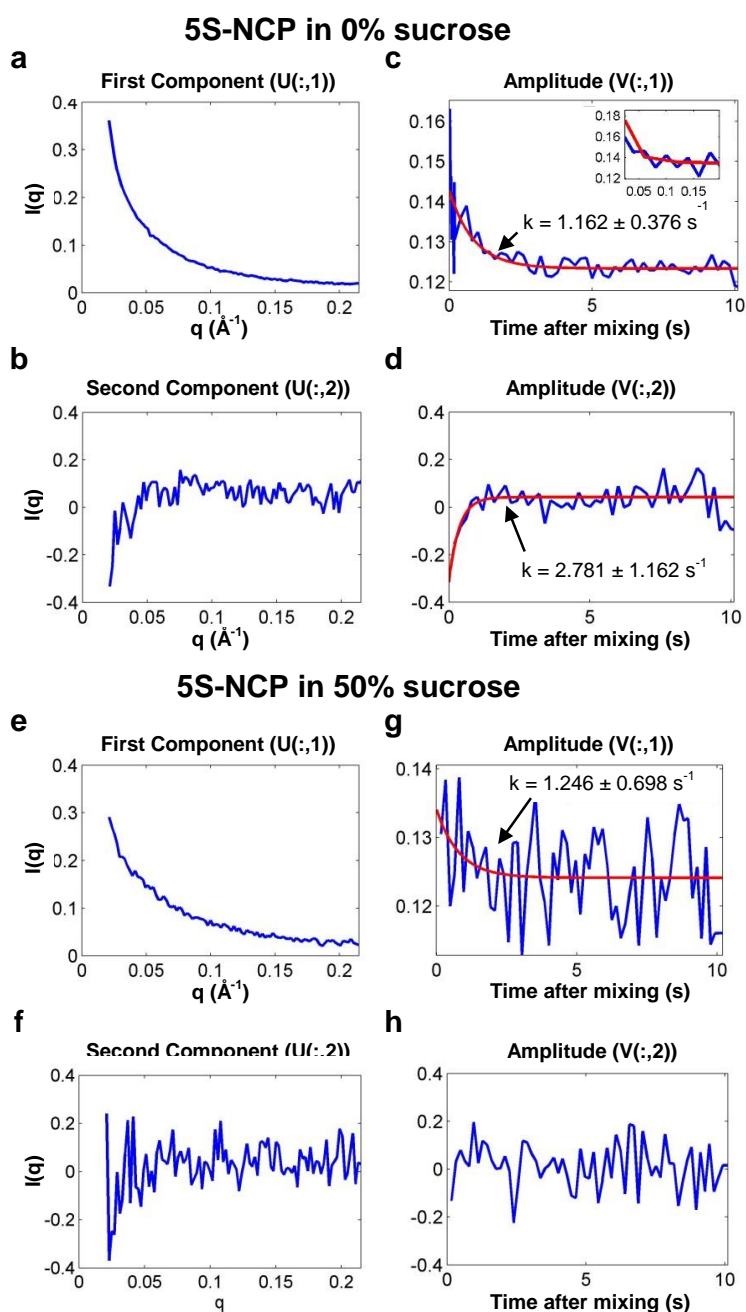 5S-NCP in 0% sucrose
a
First Component (U(:,1))
I(q)
0.4
0.3
0.2
0.1
0
0 0.05 0.1 0.15 0.2
q (Å-1)
c
Amplitude (V(:,1))
0.16
0.15
0.14
0.13
0.12
0.18
0.16
0.14
0.12
0.05 0.1 0.15
-1
k = 1.162 ± 0.376 s
0 5 10
Time after mixing (s)
b
Second Component (U(:,2))
I(q)
0.4
0.2
0
-0.2
-0.4
0 0.05 0.1 0.15 0.2
q (Å-1)
d
Amplitude (V(:,2))
0.4
0.2
0
-0.2
-0.4
k = 2.781 ± 1.162 s-1
0 5 10
Time after mixing (s)
5S-NCP in 50% sucrose
e
First Component (U(:,1))
I(q)
0.4
0.3
0.2
0.1
0
0 0.05 0.1 0.15 0.2
q (Å-1)
g
Amplitude (V(:,1))
0.14
0.13
0.12
k = 1.246 ± 0.698 s-1
0 5 10
Time after mixing (s)
f
Second Component (U(:,2))
I(q)
0.4
0.2
0
-0.2
-0.4
0 0.05 0.1 0.15 0.2
q
h
Amplitude (V(:,2))
0.4
0.2
0
-0.2
-0.4
0 5 10
Time after mixing (s)